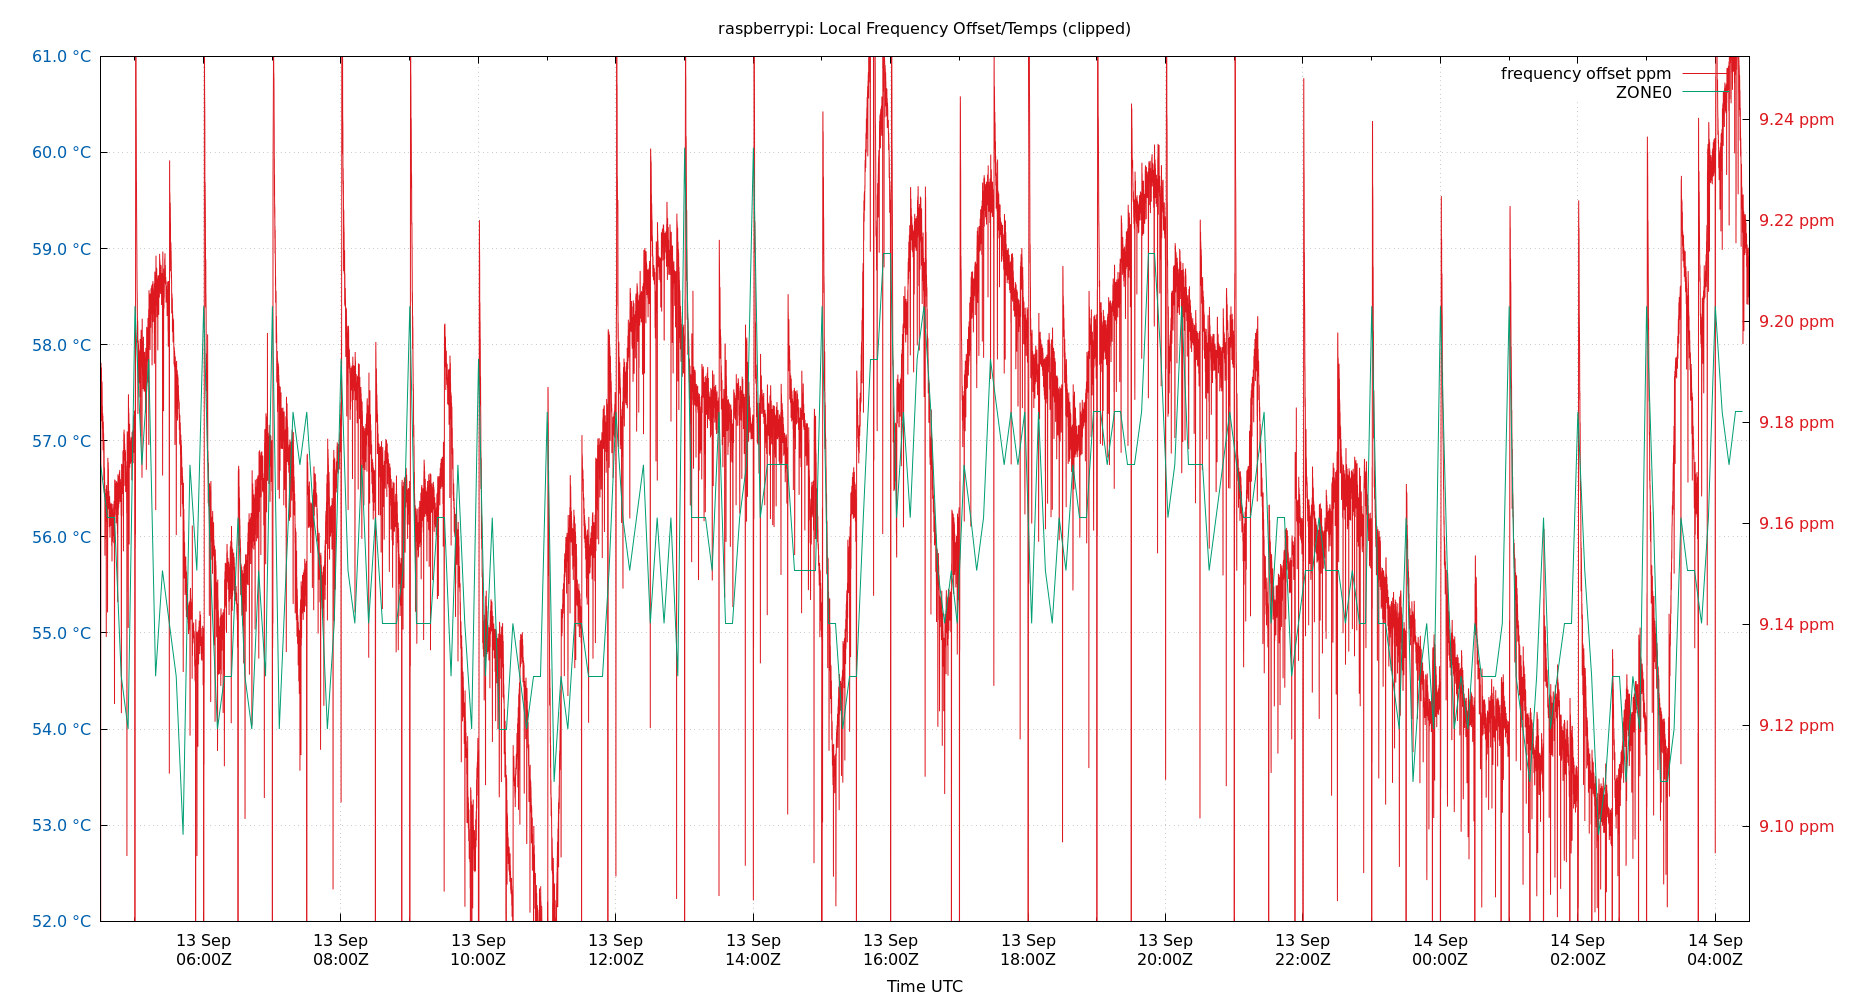 raspberrypi: Local Frequency Offset/Temps (clipped)
frequency offset ppm
ZONE0
61.0 °C
60.0 °C
59.0 °C
58.0 °C
57.0 °C
56.0 °C
55.0 °C
54.0 °C
53.0 °C
52.0 °C
9.24 ppm
9.22 ppm
9.20 ppm
9.18 ppm
9.16 ppm
9.14 ppm
9.12 ppm
9.10 ppm
13 Sep 13 Sep 13 Sep 13 Sep 13 Sep 13 Sep 13 Sep 13 Sep 13 Sep 14 Sep 14 Sep 14 Sep
06:00Z 08:00Z 10:00Z 12:00Z 14:00Z 16:00Z 18:00Z 20:00Z 22:00Z 00:00Z 02:00Z 04:00Z
Time UTC